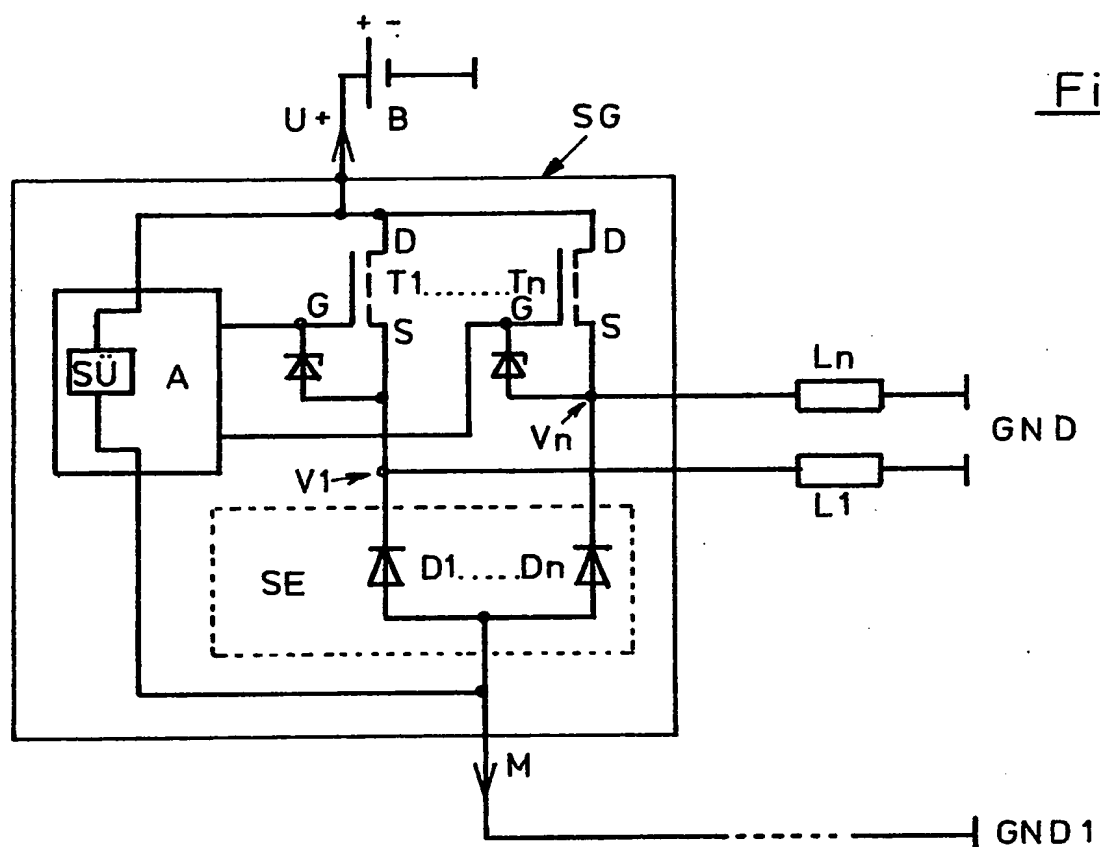 + -
Fi
U+ B SG
D D
T1........Tn
G G
S S
SÜ A
Ln
Vn GND
V1
L1
D1.....Dn
SE
M
GND1